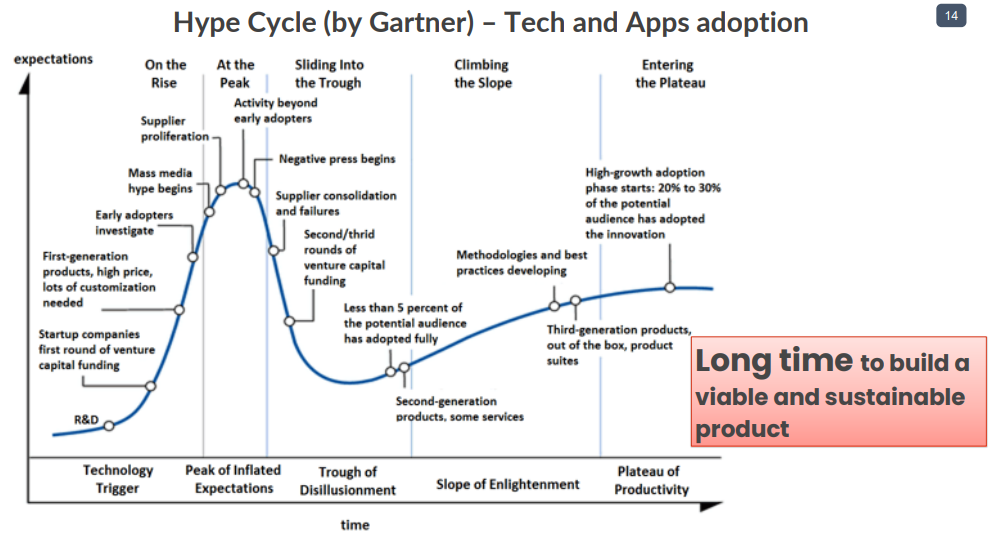 Hype Cycle (by Gartner) – Tech and Apps adoption
14
expectations
On the
Rise
At the
Peak
Sliding Into
the Trough
Climbing
the Slope
Entering
the Plateau
Activity beyond
early adopters
Supplier
proliferation
Negative press begins
Mass media
hype begins
Supplier consolidation
and failures
Early adopters
investigate
Second/thrid
rounds of
venture capital
funding
First-generation
products, high price,
lots of customization
needed
Less than 5 percent of
the potential audience
has adopted fully
Startup companies
first round of venture
capital funding
R&D
Second-generation
products, some services
Methodologies and best
practices developing
Third-generation products,
out of the box, product
suites
High-growth adoption
phase starts: 20% to 30%
of the potential
audience has adopted
the innovation
Long time to build a
viable and sustainable
product
Technology
Trigger
Peak of Inflated
Expectations
Trough of
Disillusionment
Slope of Enlightenment
Plateau of
Productivity
time